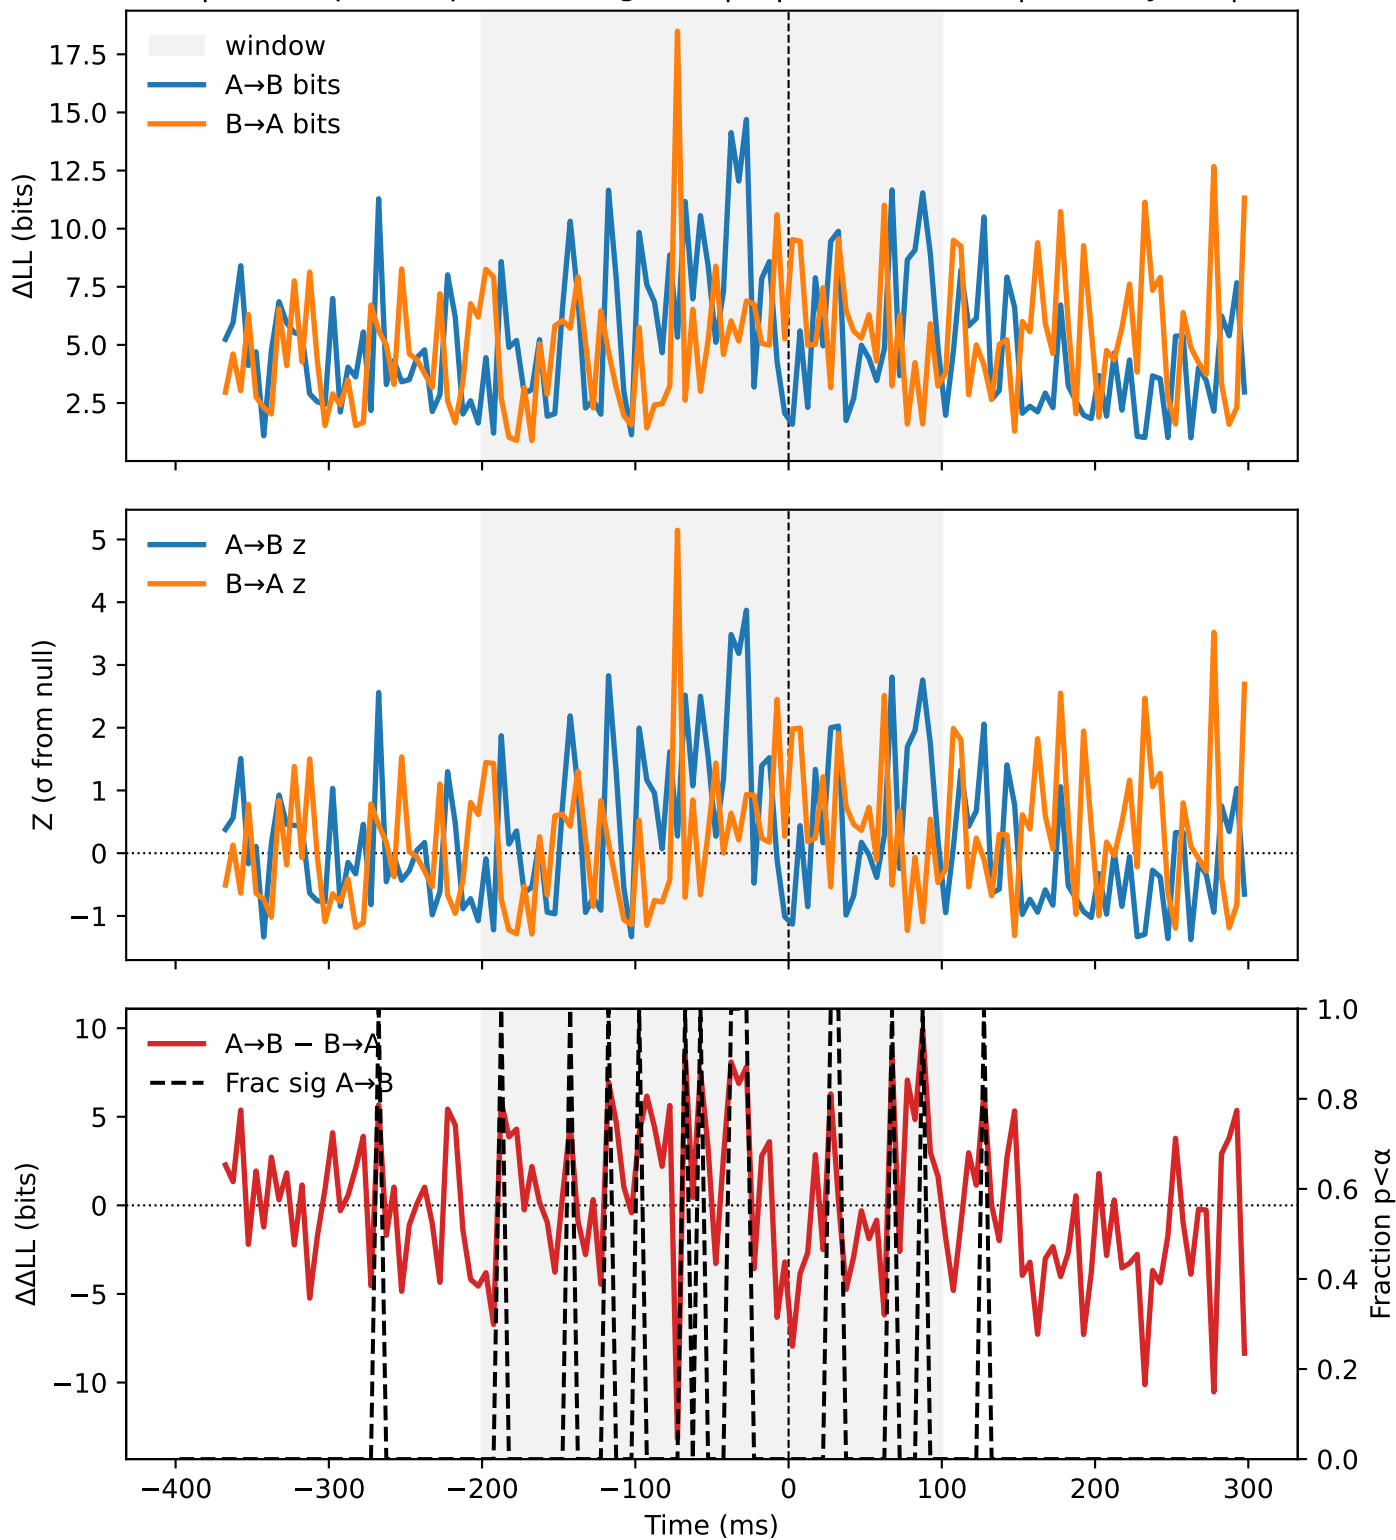 window
A→B bits
B→A bits
ΔLL (bits)
17.5
15.0
12.5
10.0
7.5
5.0
2.5
A→B z
B→A z
Z (σ from null)
5
4
3
2
1
0
−1
A→B − B→A
Frac sig A→B
ΔΔLL (bits)
10
5
0
−5
−10
1.0
0.8
0.6
0.4
0.2
0.0
Fraction p<α
−400 −300 −200 −100 0 100 200 300
Time (ms)